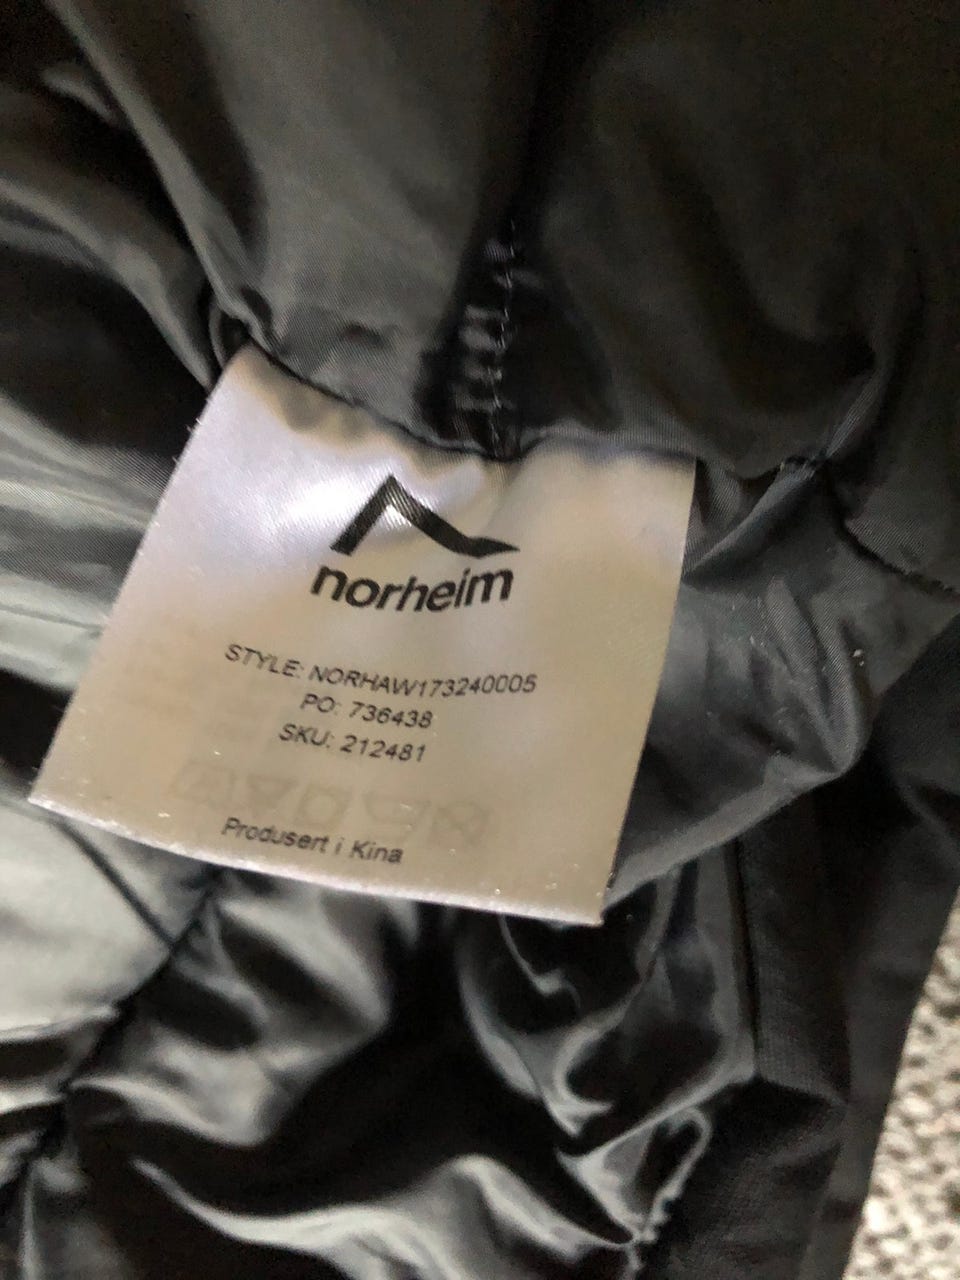 norheim
STYLE: NORHAW173240005
PO: 736438
SKU: 212481
Produsert i Kina